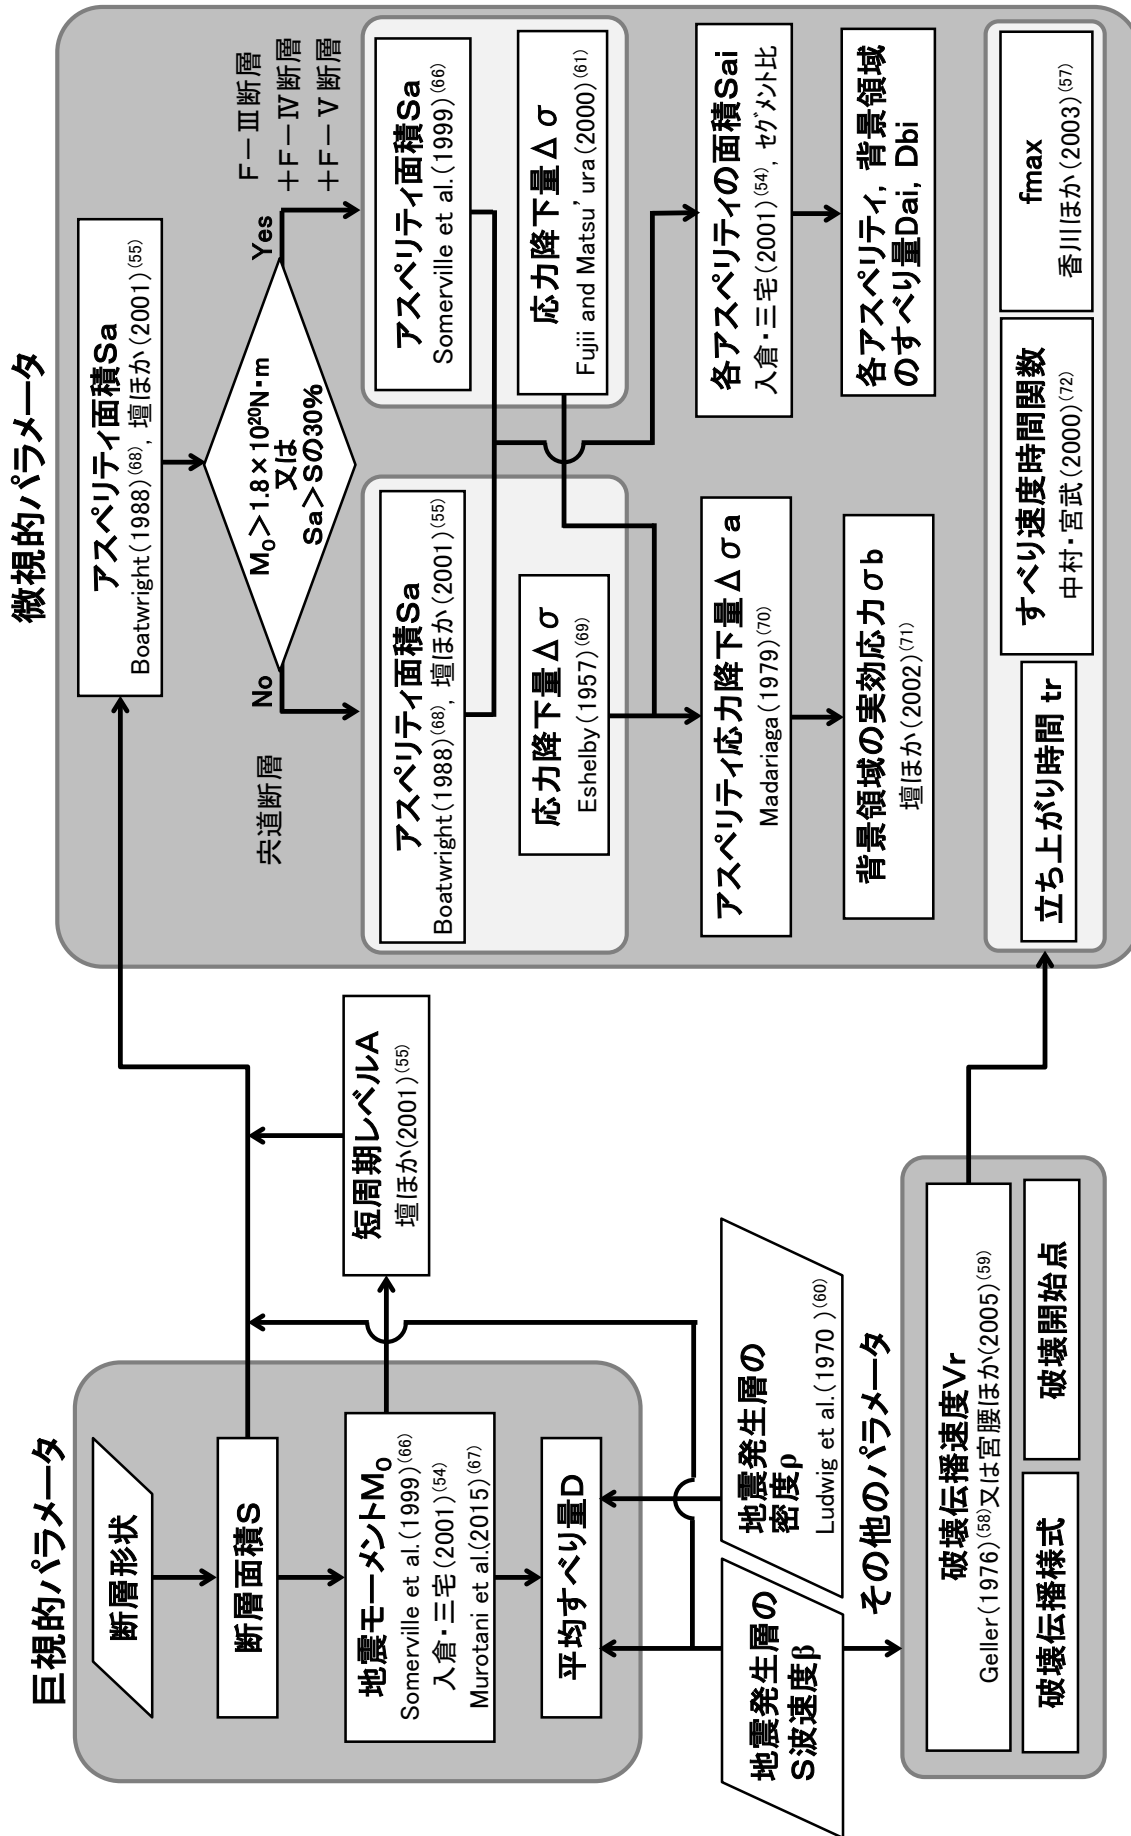 巨視的パラメータ
断層形状
断層面積S
地震モーメントM₀
Somerville et al.(1999)⁽⁶⁶⁾
入倉・三宅(2001)⁽⁵⁴⁾
Murotani et al.(2015)⁽⁶⁷⁾
平均すべり量D
短周期レベルA
壇ほか(2001)⁽⁵⁵⁾
地震発生層の
S波速度β
地震発生層の
密度ρ
Ludwig et al.(1970)⁽⁶⁰⁾
その他のパラメータ
破壊伝播速度Vr
Geller(1976)⁽⁵⁸⁾又は宮腰ほか(2005)⁽⁵⁹⁾
破壊伝播様式
破壊開始点
微視的パラメータ
アスペリティ面積Sa
Boatwright(1988)⁽⁶⁸⁾, 壇ほか(2001)⁽⁵⁵⁾
M₀＞1.8×10²⁰N・m
又は
Sa＞Sの30%
No
Yes
宍道断層
F－Ⅲ断層
＋F－Ⅳ断層
＋F－Ⅴ断層
アスペリティ面積Sa
Boatwright(1988)⁽⁶⁸⁾, 壇ほか(2001)⁽⁵⁵⁾
応力降下量Δσ
Eshelby(1957)⁽⁶⁹⁾
アスペリティ面積Sa
Somerville et al.(1999)⁽⁶⁶⁾
応力降下量Δσ
Fujii and Matsu'ura(2000)⁽⁶¹⁾
アスペリティ応力降下量Δσa
Madariaga(1979)⁽⁷⁰⁾
背景領域の実効応力σb
壇ほか(2002)⁽⁷¹⁾
各アスペリティの面積Sai
入倉・三宅(2001)⁽⁵⁴⁾, セグメント比
各アスペリティ, 背景領域
のすべり量Dai, Dbi
立ち上がり時間 tr
すべり速度時間関数
中村・宮武(2000)⁽⁷²⁾
fmax
香川ほか(2003)⁽⁵⁷⁾